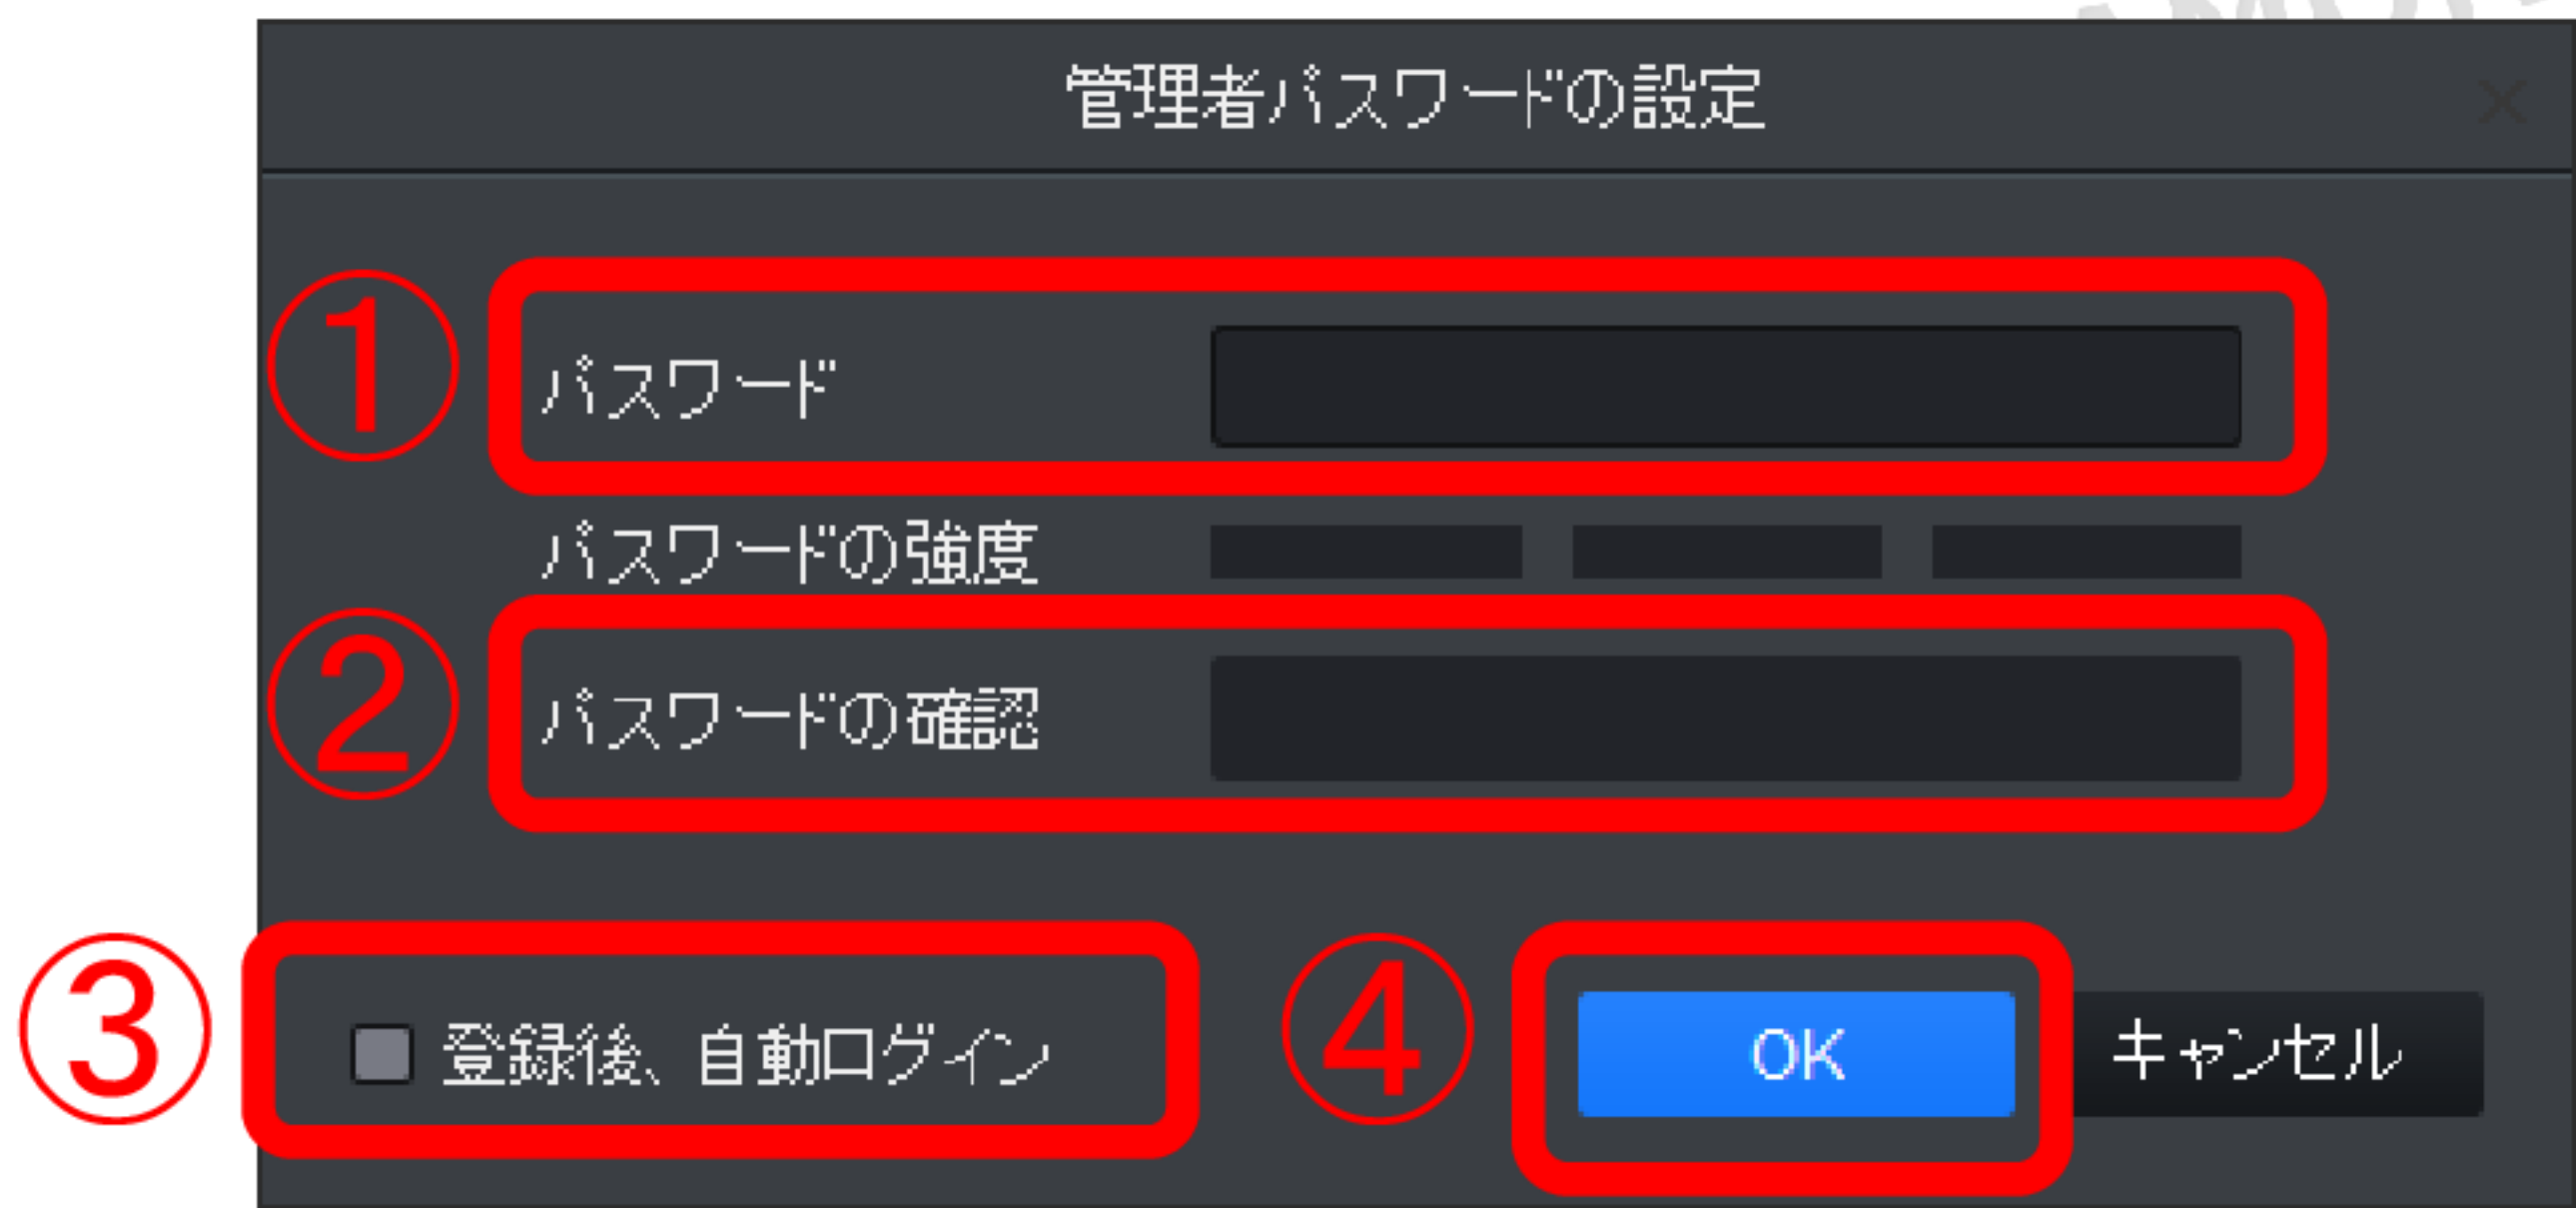 管理者パスワードの設定
① パスワード
パスワードの強度
② パスワードの確認
③ 登録後、自動ログイン ④ OK キャンセル